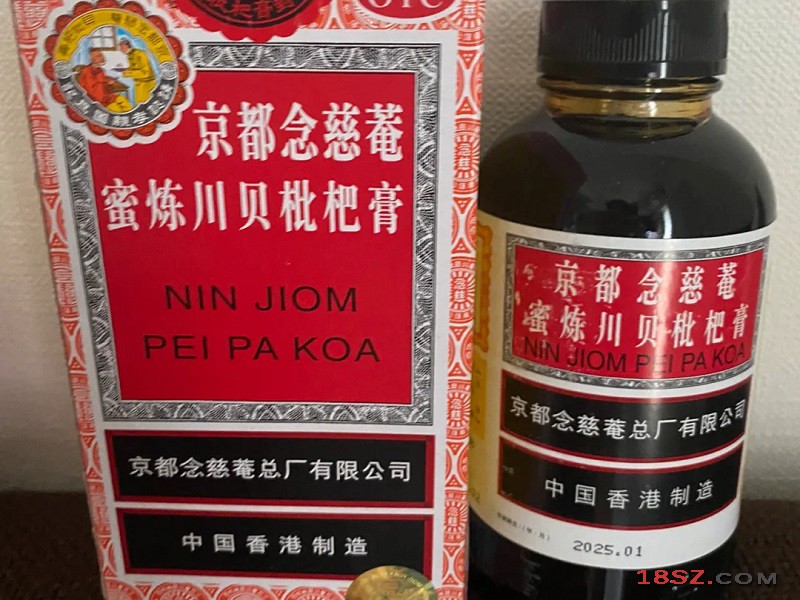 OTC
京都念慈菴
蜜炼川贝枇杷膏
NIN JIOM
PEI PA KOA
京都念慈菴总厂有限公司
中国香港制造
京都念慈菴
蜜炼川贝枇杷膏
NIN JIOM PEI PA KOA
京都念慈菴总厂有限公司
中国香港制造
2025.01
18SZ.COM